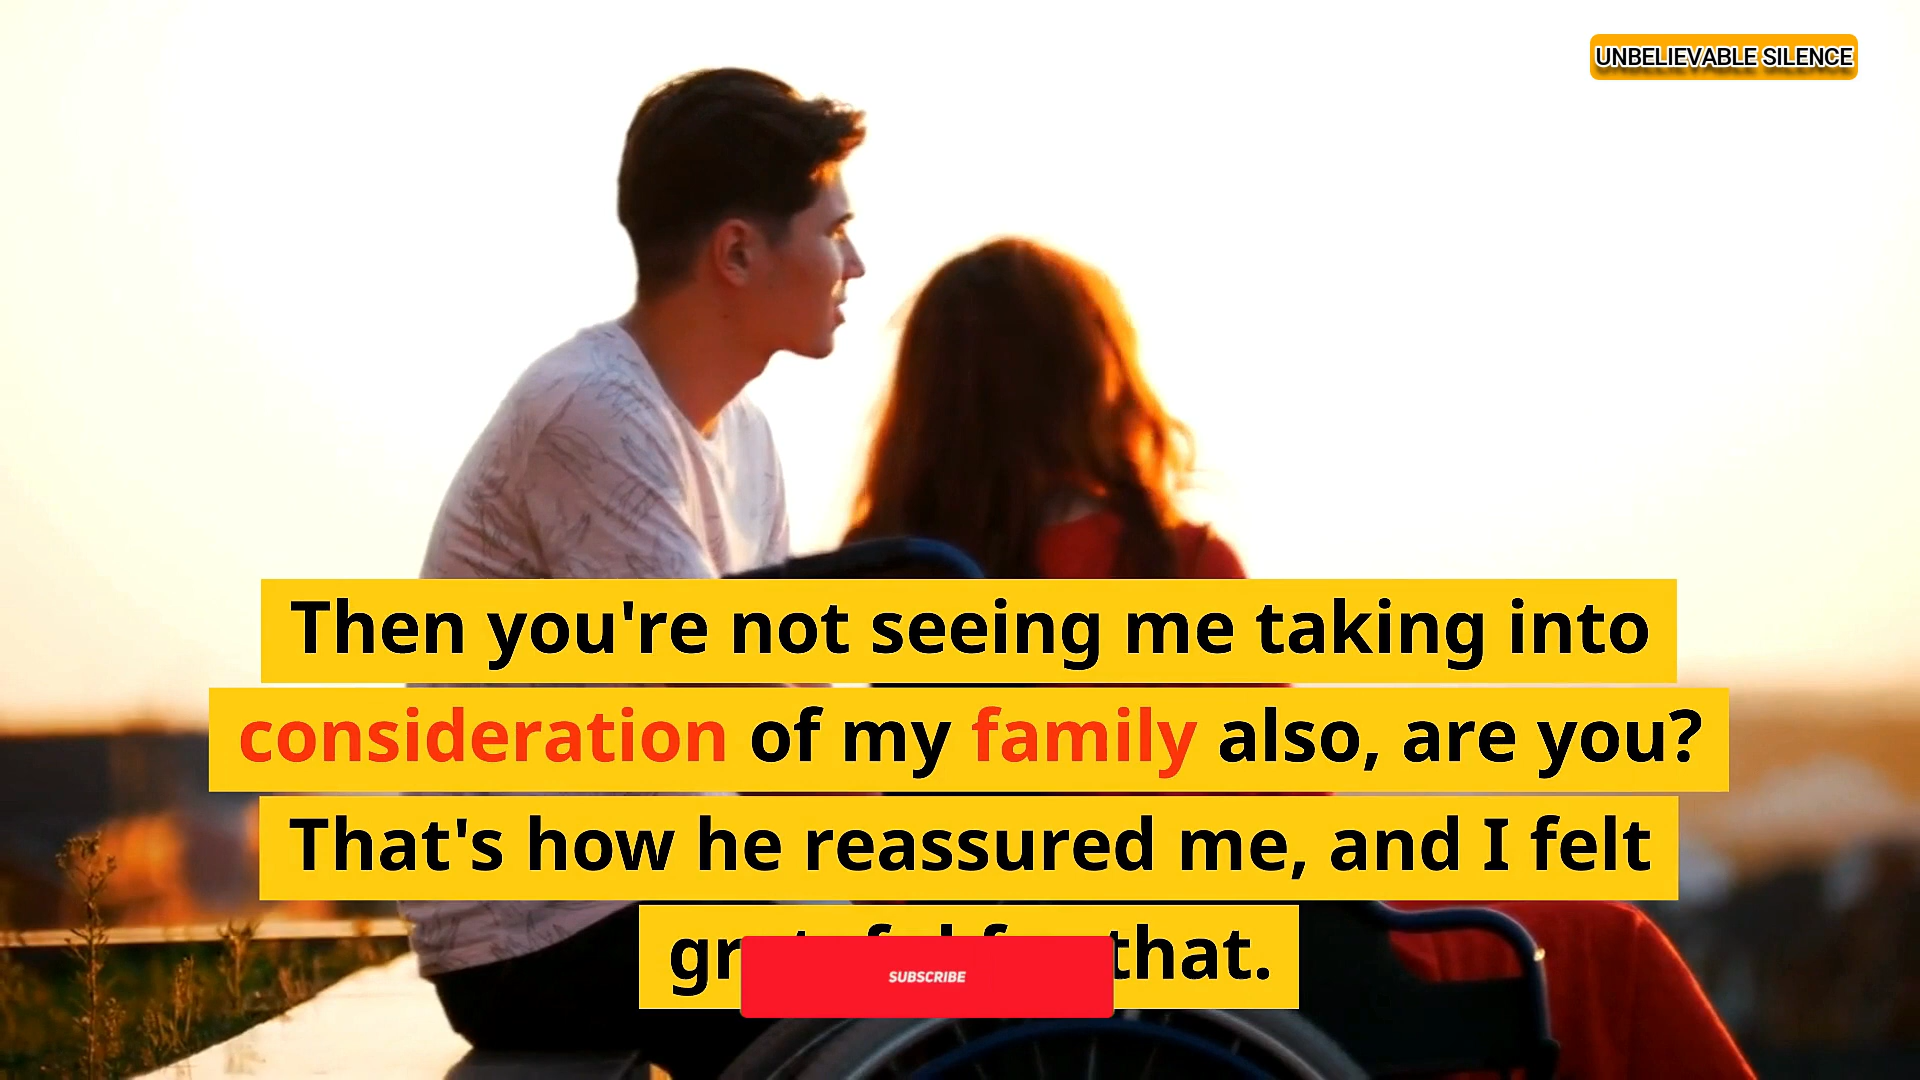 UNBELIEVABLE SILENCE
Then you're not seeing me taking into
consideration of my family also, are you?
That's how he reassured me, and I felt
that.
SUBSCRIBE